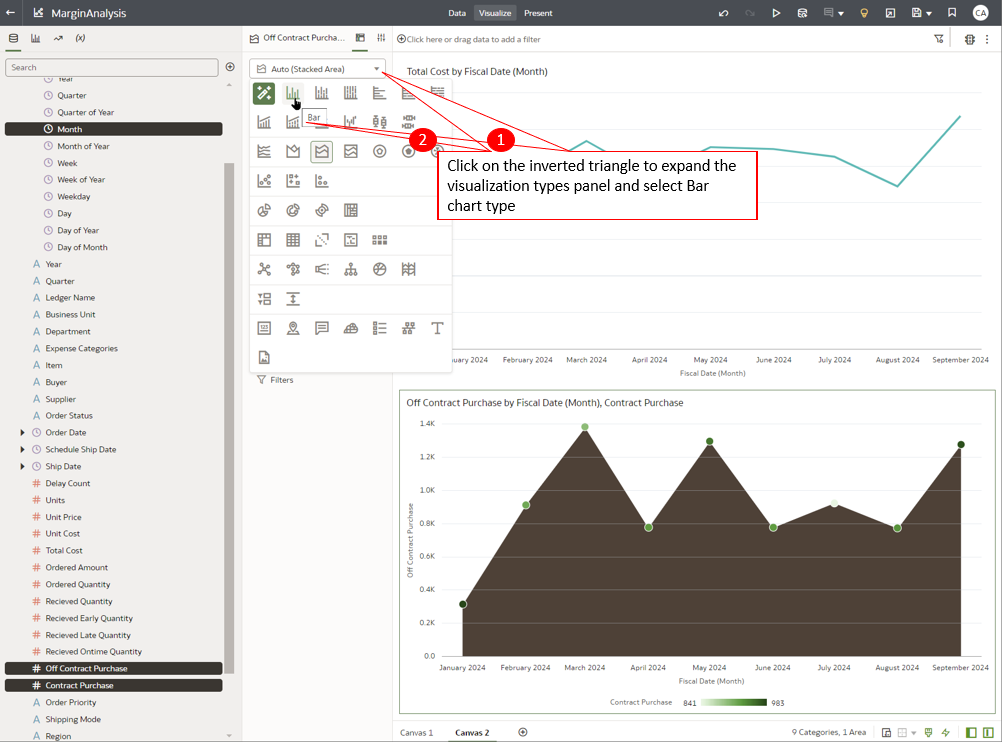 MarginAnalysis
Data Visualize Present
CA
(x)
Off Contract Purcha...
Click here or drag data to add a filter
Search
Auto (Stacked Area)
Total Cost by Fiscal Date (Month)
Year
Quarter
Quarter of Year
Month
Month of Year
Week
Week of Year
Weekday
Day
Day of Year
Day of Month
Year
Quarter
Ledger Name
Business Unit
Department
Expense Categories
Item
Buyer
Supplier
Order Status
Order Date
Schedule Ship Date
Ship Date
Delay Count
Units
Unit Price
Unit Cost
Total Cost
Ordered Amount
Ordered Quantity
Recieved Quantity
Recieved Early Quantity
Recieved Late Quantity
Recieved Ontime Quantity
Off Contract Purchase
Contract Purchase
Order Priority
Shipping Mode
Region
Bar
2
1
Click on the inverted triangle to expand the
visualization types panel and select Bar
chart type
Filters
uary 2024 February 2024 March 2024 April 2024 May 2024 June 2024 July 2024 August 2024 September 2024
Fiscal Date (Month)
Off Contract Purchase by Fiscal Date (Month), Contract Purchase
Off Contract Purchase
1.4K
1.2K
1.0K
0.8K
0.6K
0.4K
0.2K
0.0
January 2024 February 2024 March 2024 April 2024 May 2024 June 2024 July 2024 August 2024 September 2024
Fiscal Date (Month)
Contract Purchase 841 983
Canvas 1 Canvas 2
9 Categories, 1 Area